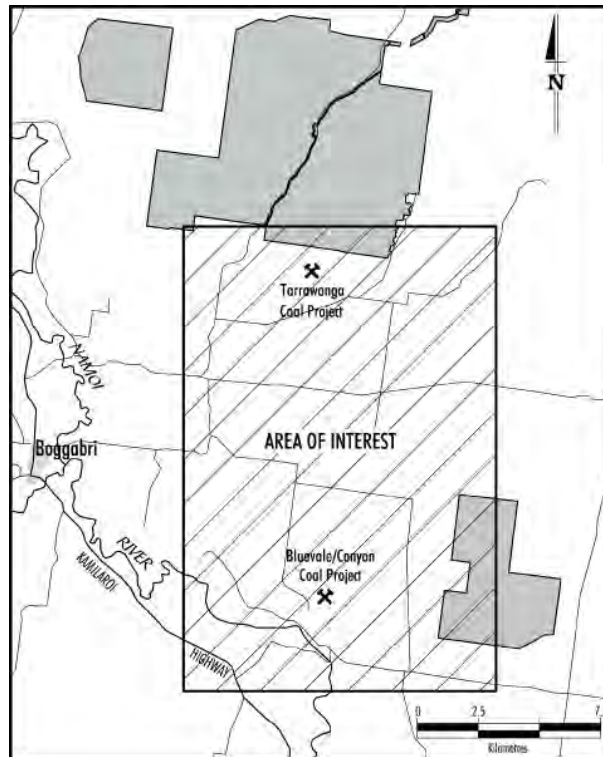 N
Tarrawonga
Coal Project
NAMOI
Boggabri
AREA OF INTEREST
RIVER
Bluevale/Canyon
Coal Project
KAMILAROI
HIGHWAY
0 2.5 7
Kilometres